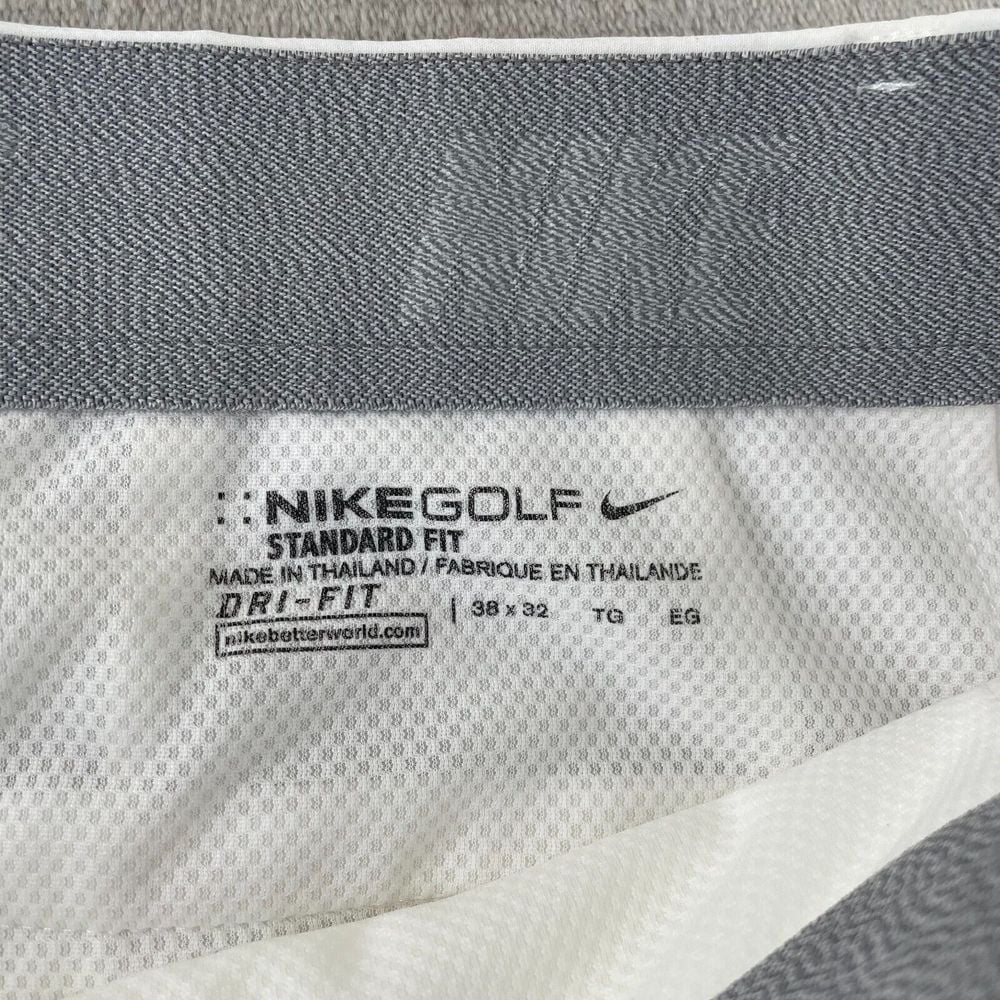 NIKEGOLF
STANDARD FIT
MADE IN THAILAND / FABRIQUE EN THAILANDE
DRI-FIT
38 x 32 TG EG
nikebetterworld.com